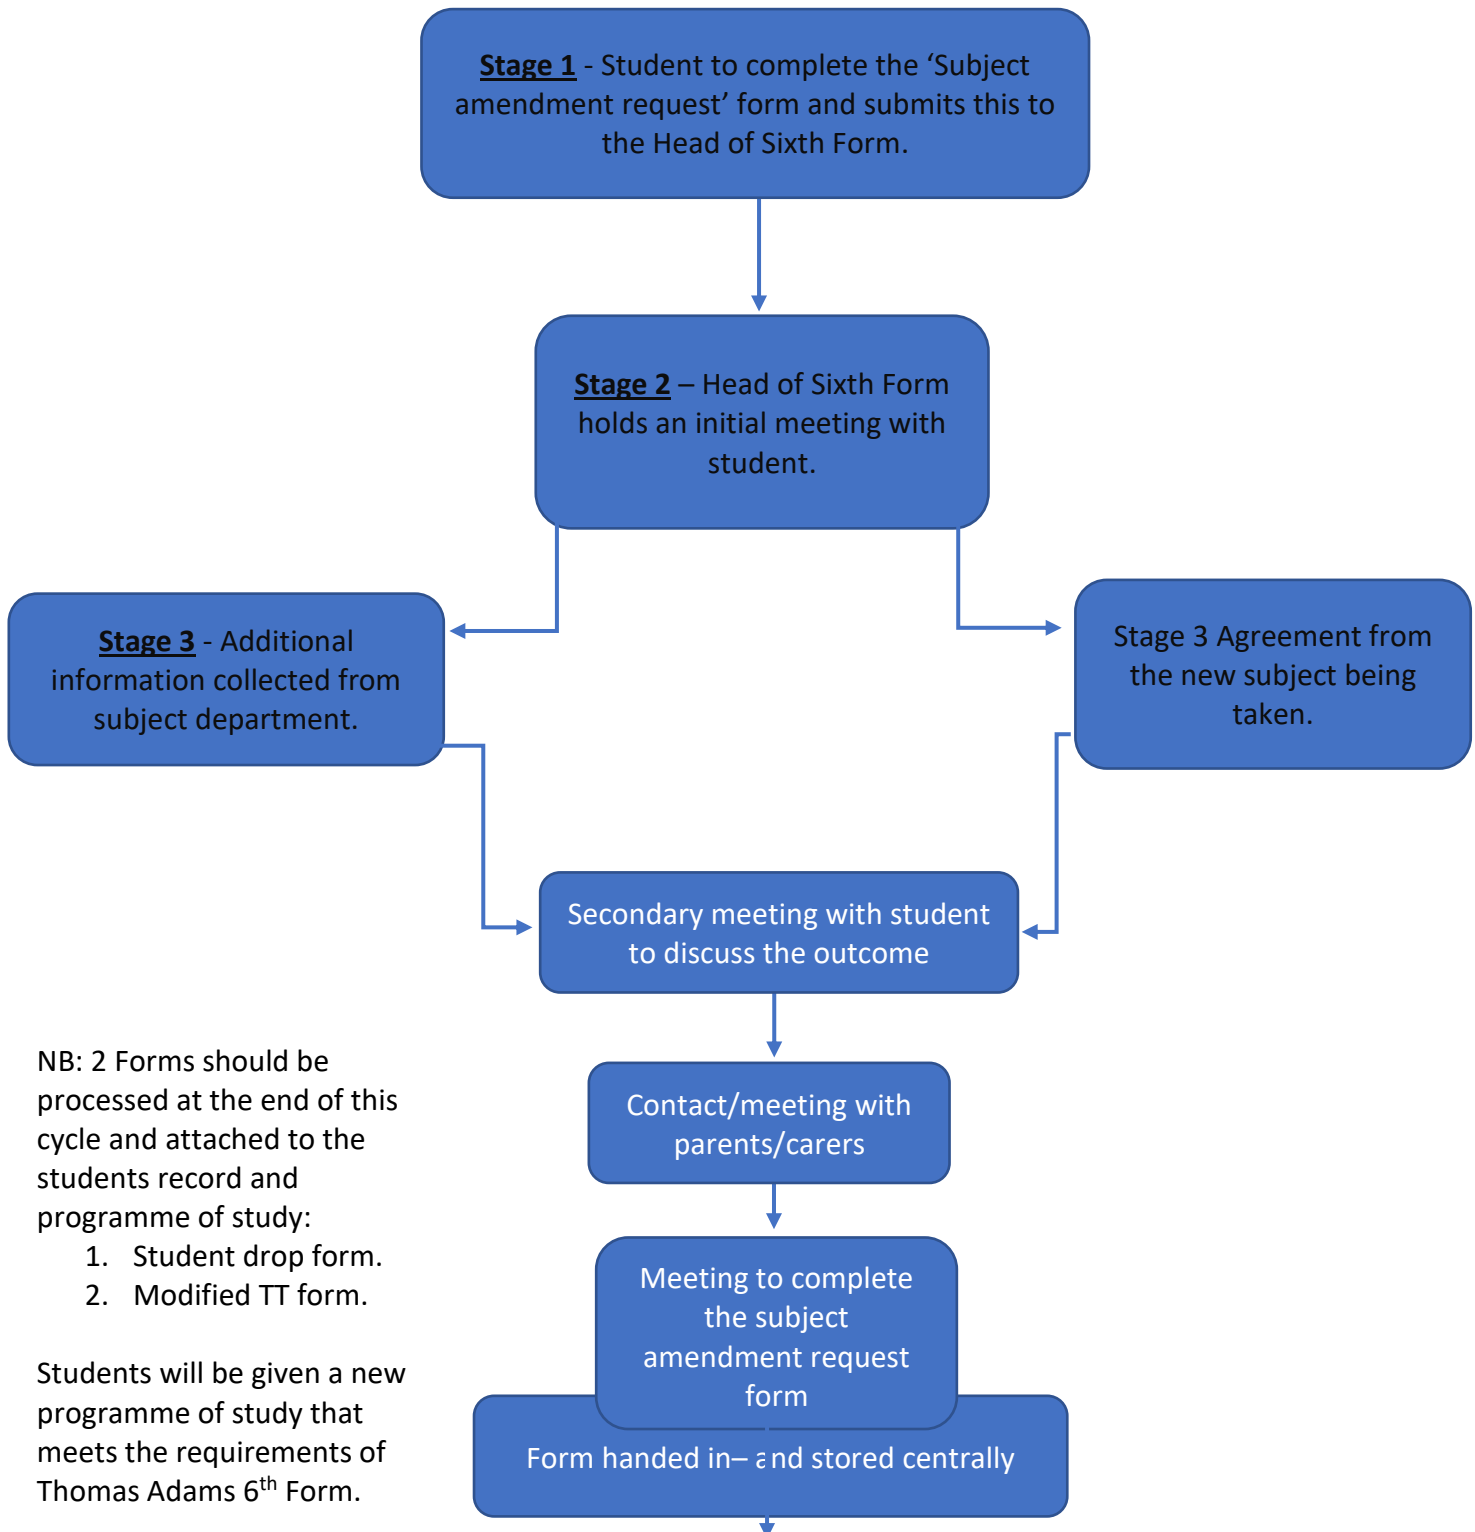 Stage 1 - Student to complete the ‘Subject
amendment request’ form and submits this to
the Head of Sixth Form.
Stage 2 – Head of Sixth Form
holds an initial meeting with
student.
Stage 3 - Additional
information collected from
subject department.
Stage 3 Agreement from
the new subject being
taken.
Secondary meeting with student
to discuss the outcome
Contact/meeting with
parents/carers
Meeting to complete
the subject
amendment request
form
Form handed in– and stored centrally
NB: 2 Forms should be
processed at the end of this
cycle and attached to the
students record and
programme of study:
1. Student drop form.
2. Modified TT form.
Students will be given a new
programme of study that
meets the requirements of
Thomas Adams 6th Form.